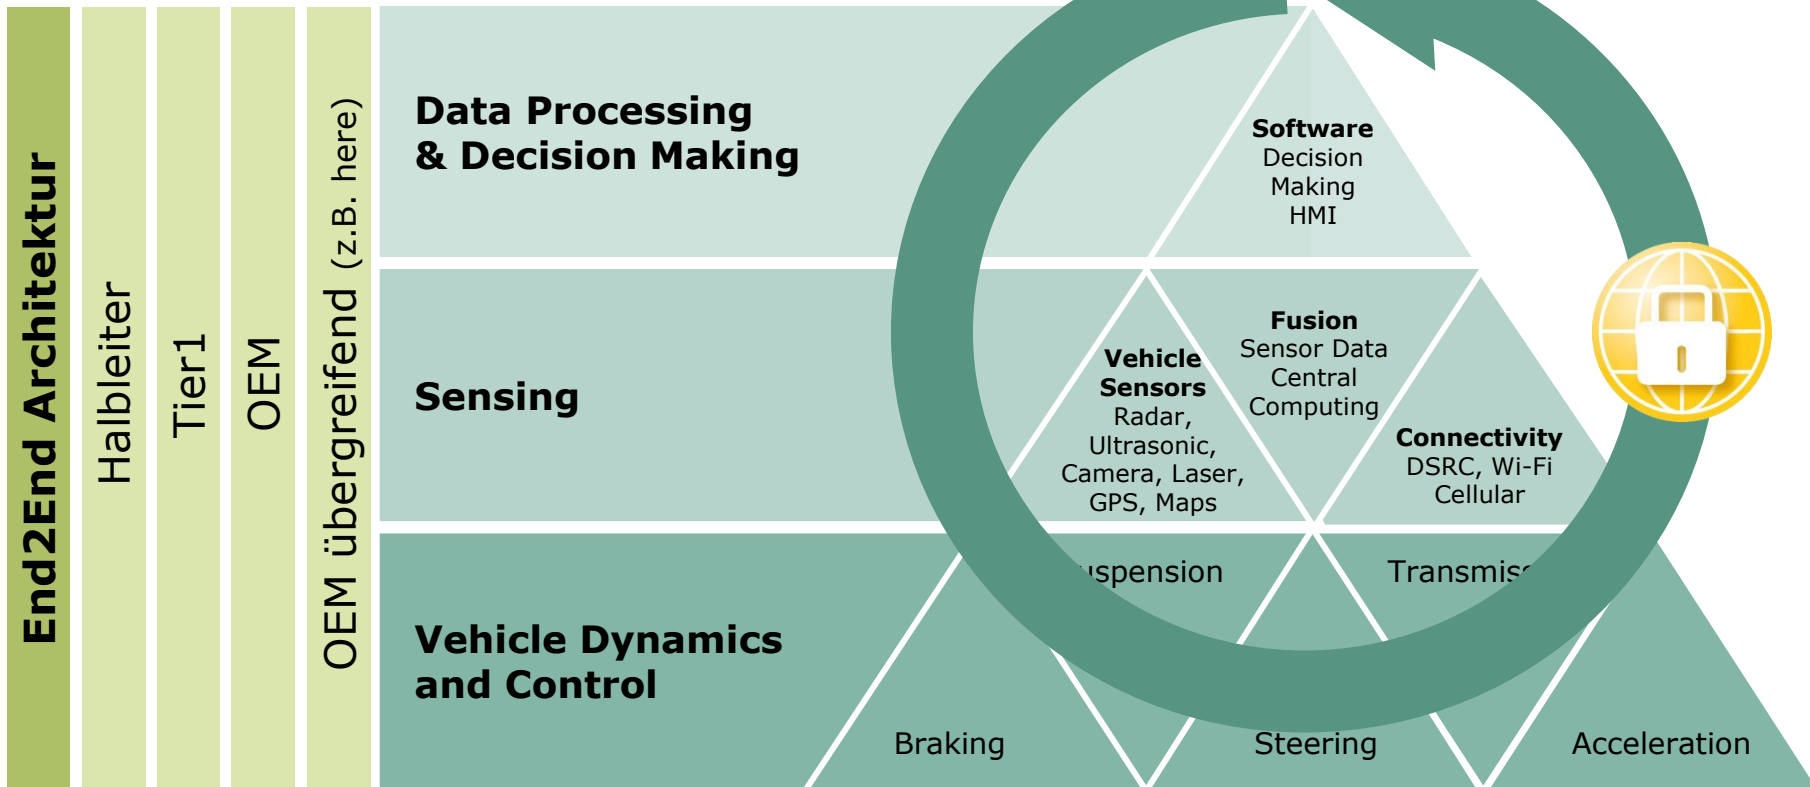 End2End Architektur
Halbleiter
Tier1
OEM
OEM übergreifend (z.B. here)
Data Processing
& Decision Making
Software
Decision
Making
HMI
Sensing
Vehicle
Sensors
Radar,
Ultrasonic,
Camera, Laser,
GPS, Maps
Fusion
Sensor Data
Central
Computing
Connectivity
DSRC, Wi-Fi
Cellular
Vehicle Dynamics
and Control
uspension
Transmiss
Braking
Steering
Acceleration